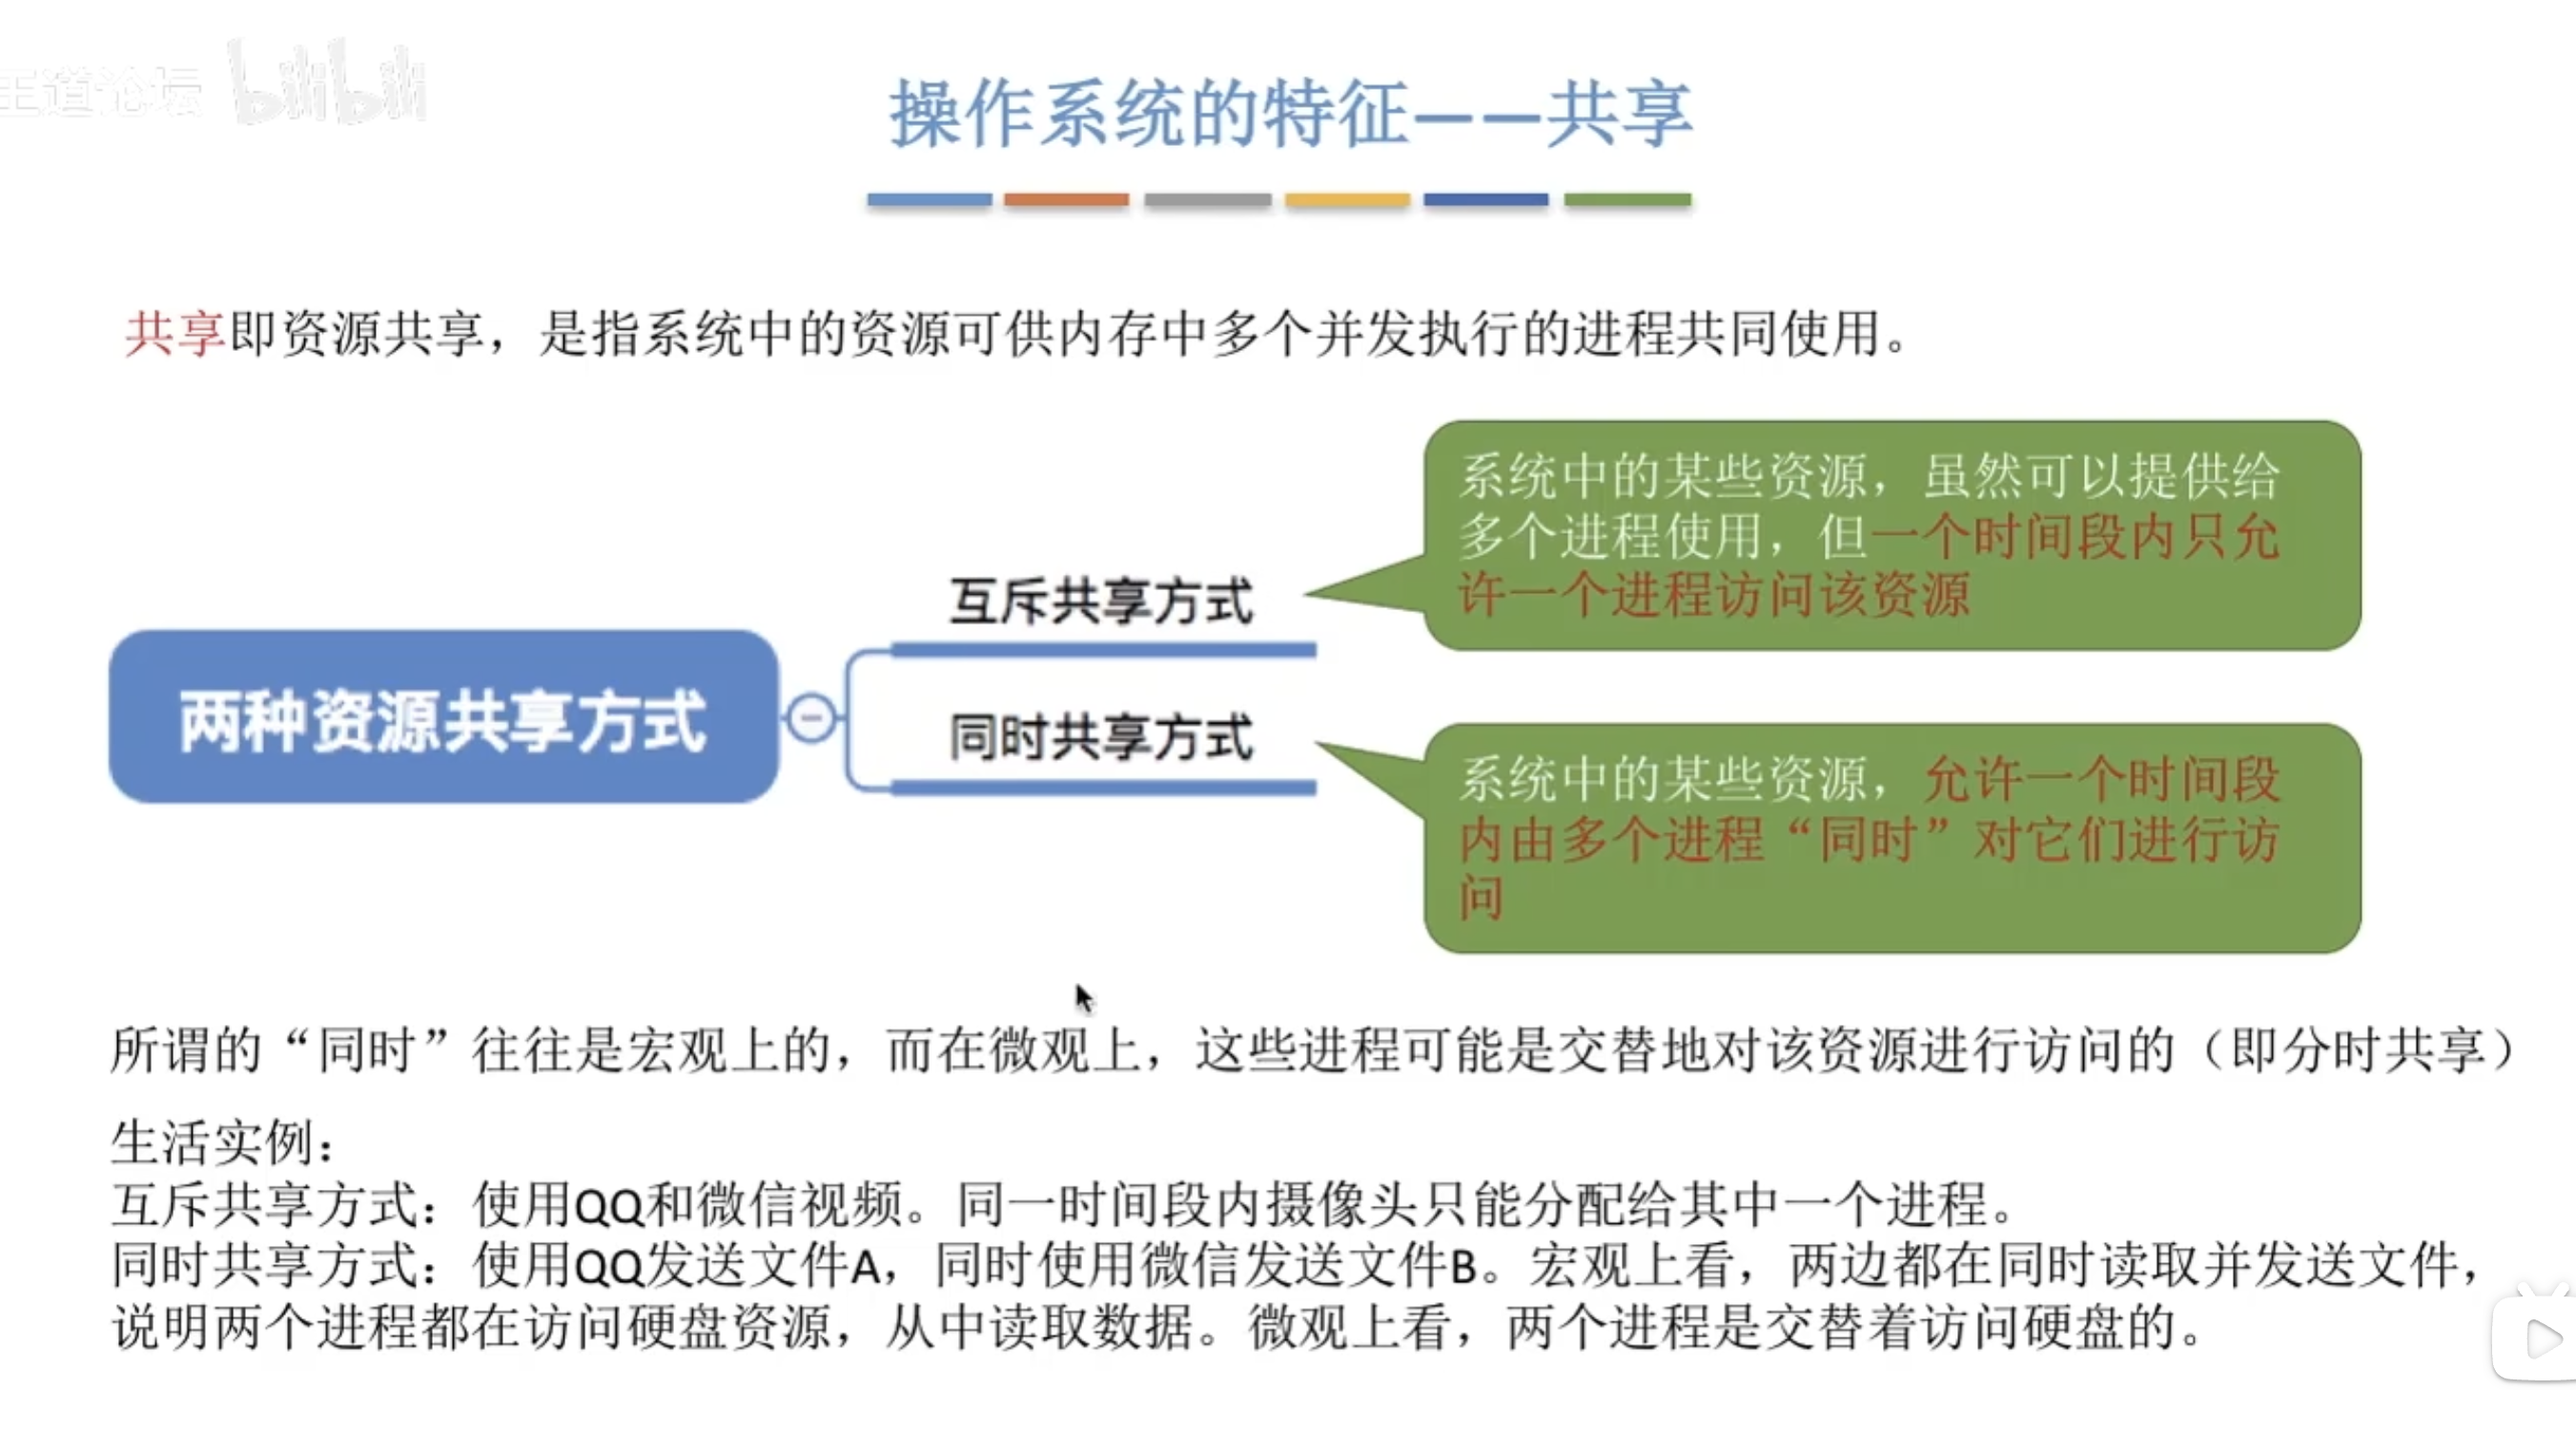 王道论坛 bilibili
操作系统的特征——共享
共享即资源共享，是指系统中的资源可供内存中多个并发执行的进程共同使用。
系统中的某些资源，虽然可以提供给
多个进程使用，但一个时间段内只允
许一个进程访问该资源
互斥共享方式
两种资源共享方式
同时共享方式
系统中的某些资源，允许一个时间段
内由多个进程“同时”对它们进行访
问
所谓的“同时”往往是宏观上的，而在微观上，这些进程可能是交替地对该资源进行访问的（即分时共享）
生活实例：
互斥共享方式：使用QQ和微信视频。同一时间段内摄像头只能分配给其中一个进程。
同时共享方式：使用QQ发送文件A，同时使用微信发送文件B。宏观上看，两边都在同时读取并发送文件，
说明两个进程都在访问硬盘资源，从中读取数据。微观上看，两个进程是交替着访问硬盘的。